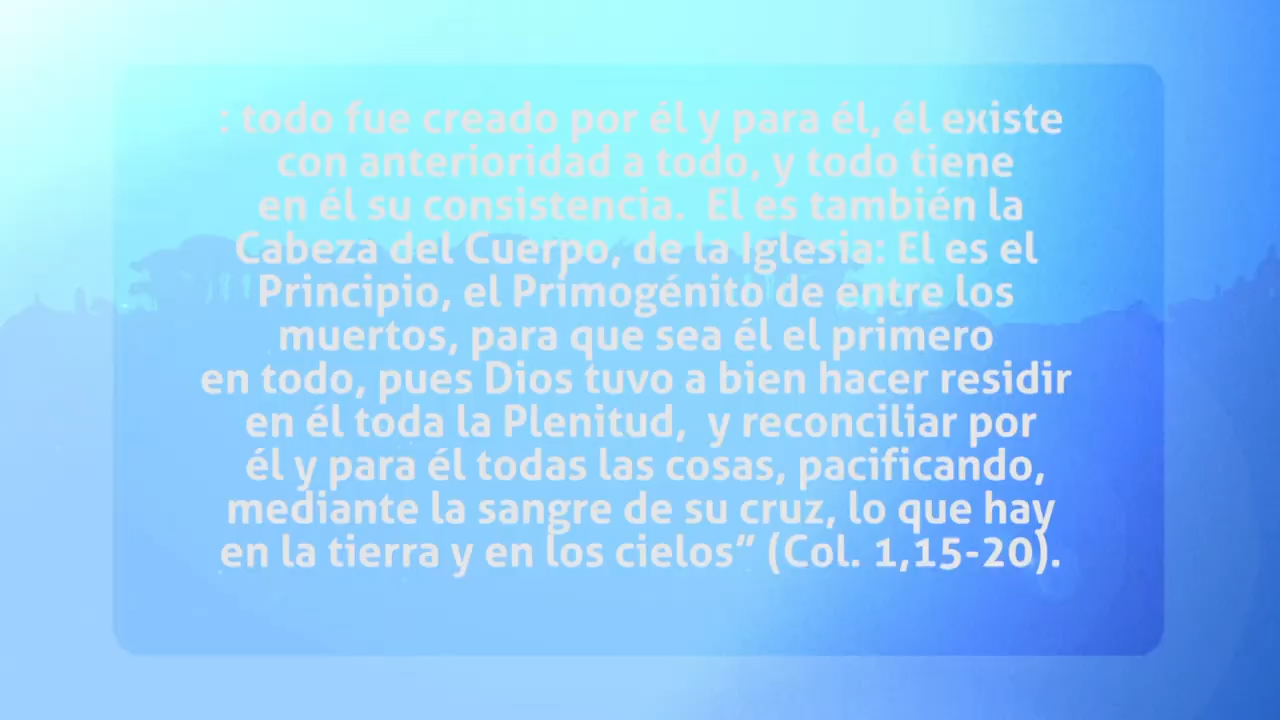 : todo fue creado por él y para él, él existe
con anterioridad a todo, y todo tiene
en él su consistencia.  El es también la
Cabeza del Cuerpo, de la Iglesia: El es el
Principio, el Primogénito de entre los
muertos, para que sea él el primero
en todo, pues Dios tuvo a bien hacer residir
en él toda la Plenitud,  y reconciliar por
él y para él todas las cosas, pacificando,
mediante la sangre de su cruz, lo que hay
en la tierra y en los cielos” (Col. 1,15-20).